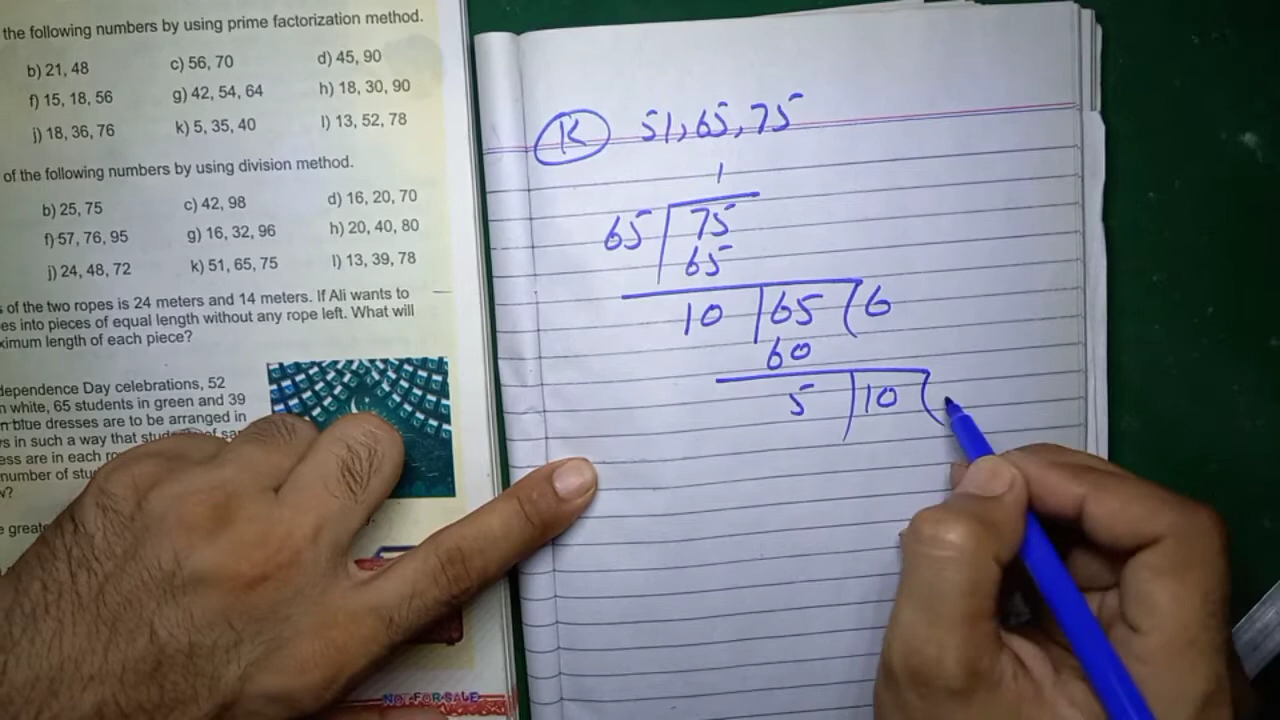 the following numbers by using prime factorization method.
b) 21, 48 c) 56, 70 d) 45, 90
f) 15, 18, 56 g) 42, 54, 64 h) 18, 30, 90
j) 18, 36, 76 k) 5, 35, 40 l) 13, 52, 78
of the following numbers by using division method.
b) 25, 75 c) 42, 98 d) 16, 20, 70
f) 57, 76, 95 g) 16, 32, 96 h) 20, 40, 80
j) 24, 48, 72 k) 51, 65, 75 l) 13, 39, 78
of the two ropes is 24 meters and 14 meters. If Ali wants to
es into pieces of equal length without any rope left. What will
ximum length of each piece?
dependence Day celebrations, 52
n white, 65 students in green and 39
n blue dresses are to be arranged in
s in such a way that of
ess are in each
number of
w?
e
NOT FOR SALE
K 51, 65, 75
1
65 75
65
10 65 6
60
5 10